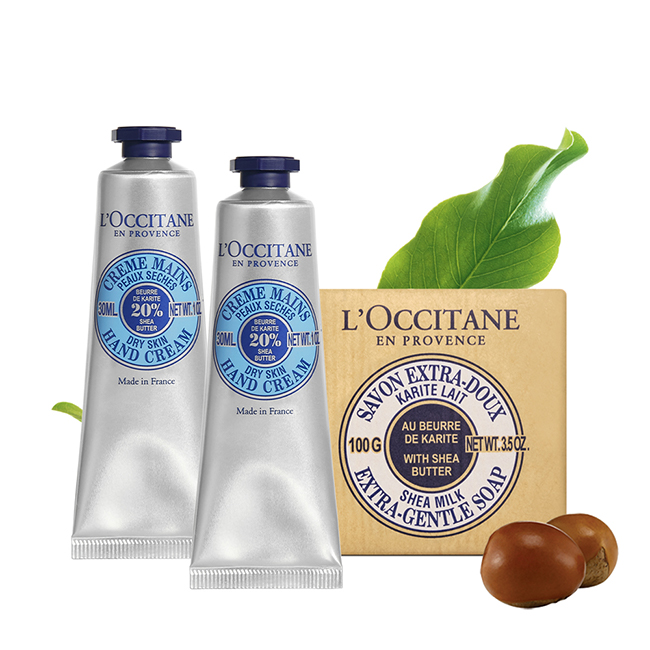 L'OCCITANE
EN PROVENCE
CREME MAINS
PEAUX SECHES
30ML
BEURRE
DE KARITE
20%
SHEA
BUTTER
NET WT. 1 OZ
DRY SKIN
HAND CREAM
Made in France
L'OCCITANE
EN PROVENCE
CREME MAINS
PEAUX SECHES
30ML
BEURRE
DE KARITE
20%
SHEA
BUTTER
NET WT. 1 OZ
DRY SKIN
HAND CREAM
Made in France
L'OCCITANE
EN PROVENCE
SAVON EXTRA-DOUX
KARITE LAIT
100 G
AU BEURRE
DE KARITE
WITH SHEA
BUTTER
NET WT. 3.5 OZ.
SHEA MILK
EXTRA-GENTLE SOAP